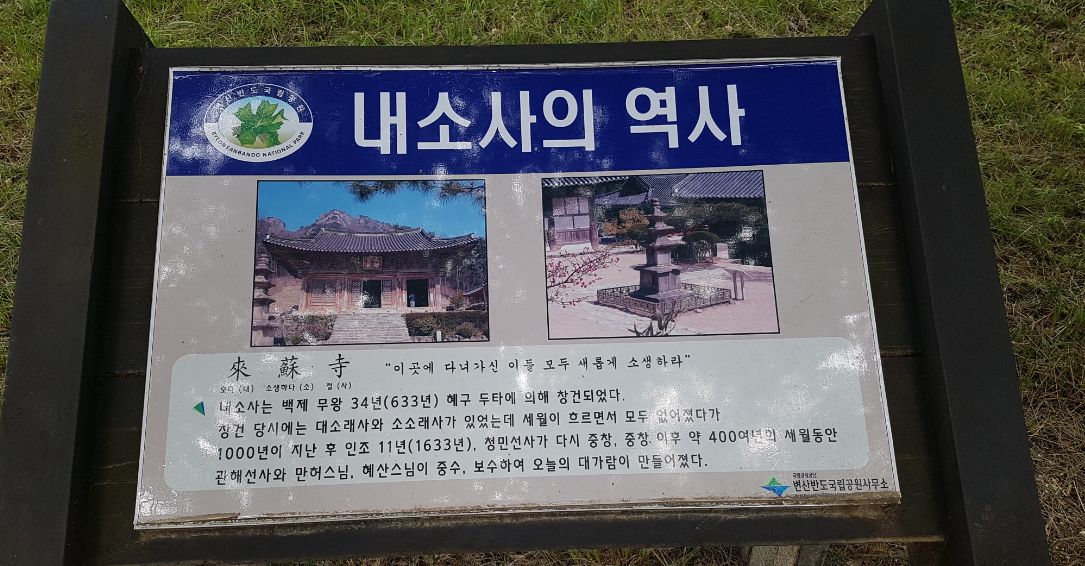 변산반도국립공원
BYEONSANBANDO NATIONAL PARK
내소사의 역사
來蘇寺 "이곳에 다녀가신 이들 모두 새롭게 소생하라"
오다 (내) 소생하다 (소) 절 (사)
내소사는 백제 무왕 34년(633년) 혜구 두타에 의해 창건되었다.
창건 당시에는 대소래사와 소소래사가 있었는데 세월이 흐르면서 모두 없어졌다가
1000년이 지난 후 인조 11년(1633년), 청민선사가 다시 중창, 중창 이후 약 400여년의 세월동안
관해선사와 만허스님, 혜산스님이 중수, 보수하여 오늘의 대가람이 만들어졌다.
국립공원공단
변산반도국립공원사무소